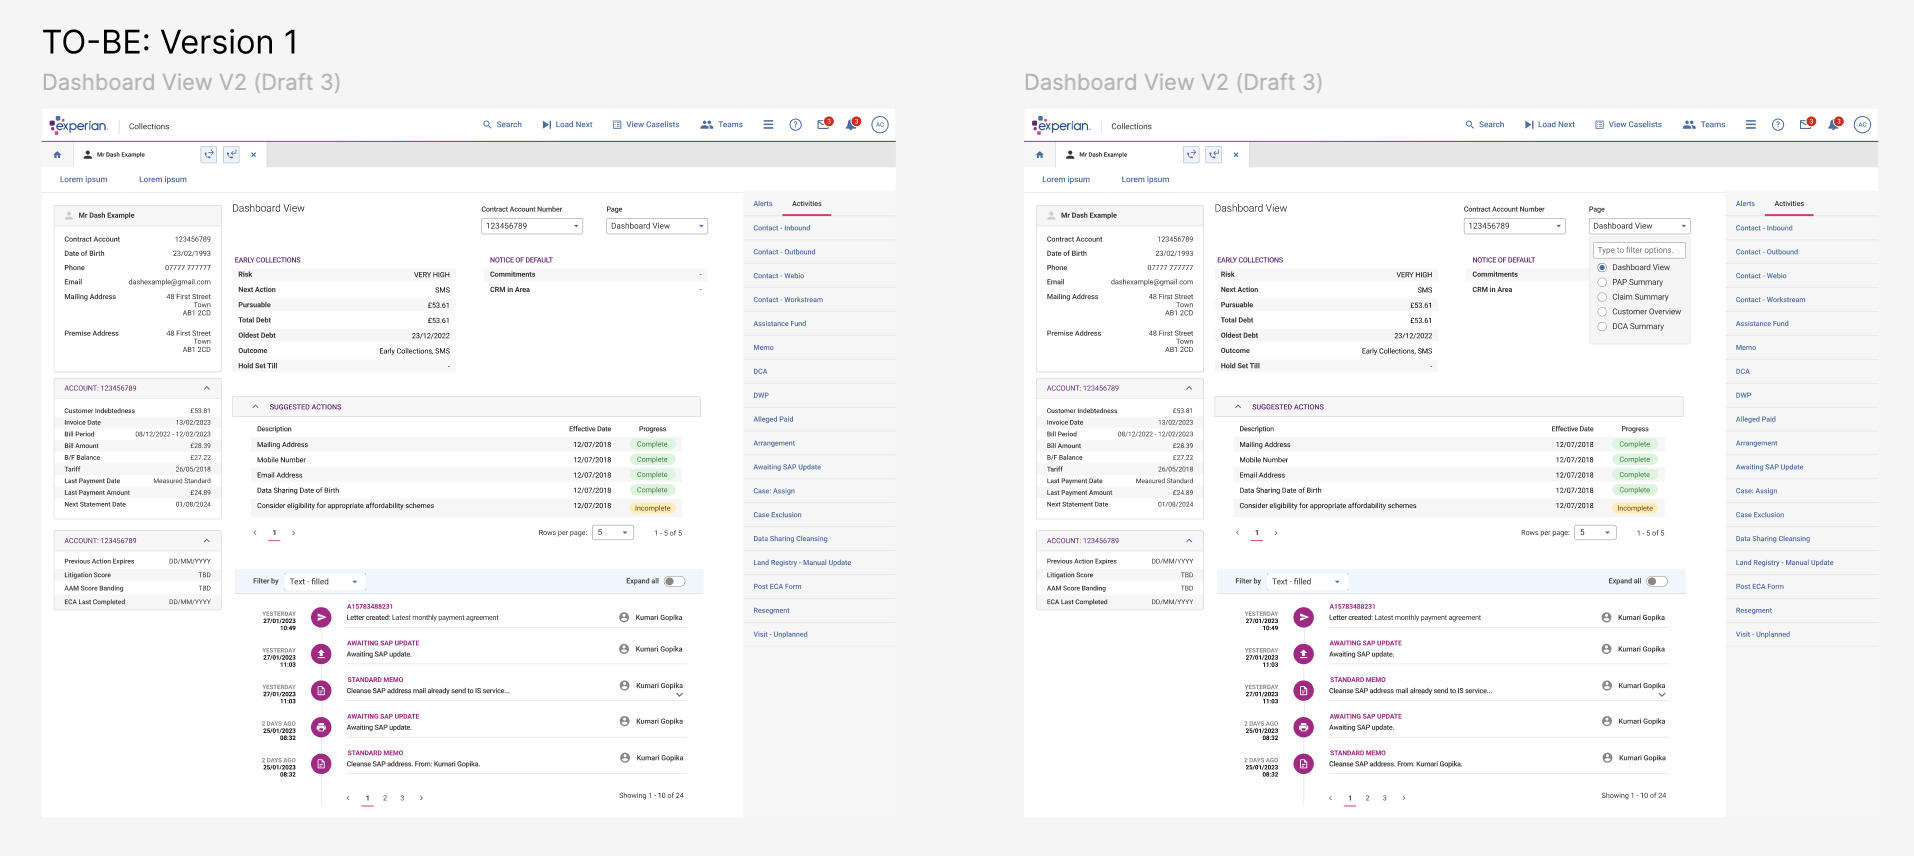 TO-BE: Version 1
Dashboard View V2 (Draft 3)
experian. Collections Search Load Next View Caselists Teams 3 3 AC
Mr Dash Example
Lorem ipsum Lorem ipsum
Mr Dash Example
Contract Account 123456789
Date of Birth 23/02/1993
Phone 07777 777777
Email dashexample@gmail.com
Mailing Address 48 First Street
Town
AB1 2CD
Premise Address 48 First Street
Town
AB1 2CD
ACCOUNT: 123456789
Customer Indebtedness £53.81
Invoice Date 13/02/2023
Bill Period 08/12/2022 - 12/02/2023
Bill Amount £28.39
B/F Balance £27.22
Tariff 26/05/2018
Last Payment Date Measured Standard
Last Payment Amount £24.89
Next Statement Date 01/08/2024
ACCOUNT: 123456789
Previous Action Expires DD/MM/YYYY
Litigation Score TBD
AAM Score Banding TBD
ECA Last Completed DD/MM/YYYY
Dashboard View
Contract Account Number
123456789
Page
Dashboard View
EARLY COLLECTIONS
Risk VERY HIGH
Next Action SMS
Pursuable £53.61
Total Debt £53.61
Oldest Debt 23/12/2022
Outcome Early Collections, SMS
Hold Set Till -
NOTICE OF DEFAULT
Commitments -
CRM in Area -
SUGGESTED ACTIONS
Description Effective Date Progress
Mailing Address 12/07/2018 Complete
Mobile Number 12/07/2018 Complete
Email Address 12/07/2018 Complete
Data Sharing Date of Birth 12/07/2018 Complete
Consider eligibility for appropriate affordability schemes 12/07/2018 Incomplete
1 Rows per page: 5 1 - 5 of 5
Filter by Text - filled Expand all
YESTERDAY
27/01/2023
10:49
A15783488231
Letter created: Latest monthly payment agreement
Kumari Gopika
YESTERDAY
27/01/2023
11:03
AWAITING SAP UPDATE
Awaiting SAP update.
Kumari Gopika
YESTERDAY
27/01/2023
11:03
STANDARD MEMO
Cleanse SAP address mail already send to IS service...
Kumari Gopika
2 DAYS AGO
25/01/2023
08:32
AWAITING SAP UPDATE
Awaiting SAP update.
Kumari Gopika
2 DAYS AGO
25/01/2023
08:32
STANDARD MEMO
Cleanse SAP address. From: Kumari Gopika.
Kumari Gopika
1 2 3 Showing 1 - 10 of 24
Alerts Activities
Contact - Inbound
Contact - Outbound
Contact - Webio
Contact - Workstream
Assistance Fund
Memo
DCA
DWP
Alleged Paid
Arrangement
Awaiting SAP Update
Case: Assign
Case Exclusion
Data Sharing Cleansing
Land Registry - Manual Update
Post ECA Form
Resegment
Visit - Unplanned
Dashboard View V2 (Draft 3)
experian. Collections Search Load Next View Caselists Teams 3 3 AC
Mr Dash Example
Lorem ipsum Lorem ipsum
Mr Dash Example
Contract Account 123456789
Date of Birth 23/02/1993
Phone 07777 777777
Email dashexample@gmail.com
Mailing Address 48 First Street
Town
AB1 2CD
Premise Address 48 First Street
Town
AB1 2CD
ACCOUNT: 123456789
Customer Indebtedness £53.81
Invoice Date 13/02/2023
Bill Period 08/12/2022 - 12/02/2023
Bill Amount £28.39
B/F Balance £27.22
Tariff 26/05/2018
Last Payment Date Measured Standard
Last Payment Amount £24.89
Next Statement Date 01/08/2024
ACCOUNT: 123456789
Previous Action Expires DD/MM/YYYY
Litigation Score TBD
AAM Score Banding TBD
ECA Last Completed DD/MM/YYYY
Dashboard View
Contract Account Number
123456789
Page
Dashboard View
Type to filter options.
Dashboard View
PAP Summary
Claim Summary
Customer Overview
DCA Summary
EARLY COLLECTIONS
Risk VERY HIGH
Next Action SMS
Pursuable £53.61
Total Debt £53.61
Oldest Debt 23/12/2022
Outcome Early Collections, SMS
Hold Set Till -
NOTICE OF DEFAULT
Commitments
CRM in Area
SUGGESTED ACTIONS
Description Effective Date Progress
Mailing Address 12/07/2018 Complete
Mobile Number 12/07/2018 Complete
Email Address 12/07/2018 Complete
Data Sharing Date of Birth 12/07/2018 Complete
Consider eligibility for appropriate affordability schemes 12/07/2018 Incomplete
1 Rows per page: 5 1 - 5 of 5
Filter by Text - filled Expand all
YESTERDAY
27/01/2023
10:49
A15783488231
Letter created: Latest monthly payment agreement
Kumari Gopika
YESTERDAY
27/01/2023
11:03
AWAITING SAP UPDATE
Awaiting SAP update.
Kumari Gopika
YESTERDAY
27/01/2023
11:03
STANDARD MEMO
Cleanse SAP address mail already send to IS service...
Kumari Gopika
2 DAYS AGO
25/01/2023
08:32
AWAITING SAP UPDATE
Awaiting SAP update.
Kumari Gopika
2 DAYS AGO
25/01/2023
08:32
STANDARD MEMO
Cleanse SAP address. From: Kumari Gopika.
Kumari Gopika
1 2 3 Showing 1 - 10 of 24
Alerts Activities
Contact - Inbound
Contact - Outbound
Contact - Webio
Contact - Workstream
Assistance Fund
Memo
DCA
DWP
Alleged Paid
Arrangement
Awaiting SAP Update
Case: Assign
Case Exclusion
Data Sharing Cleansing
Land Registry - Manual Update
Post ECA Form
Resegment
Visit - Unplanned